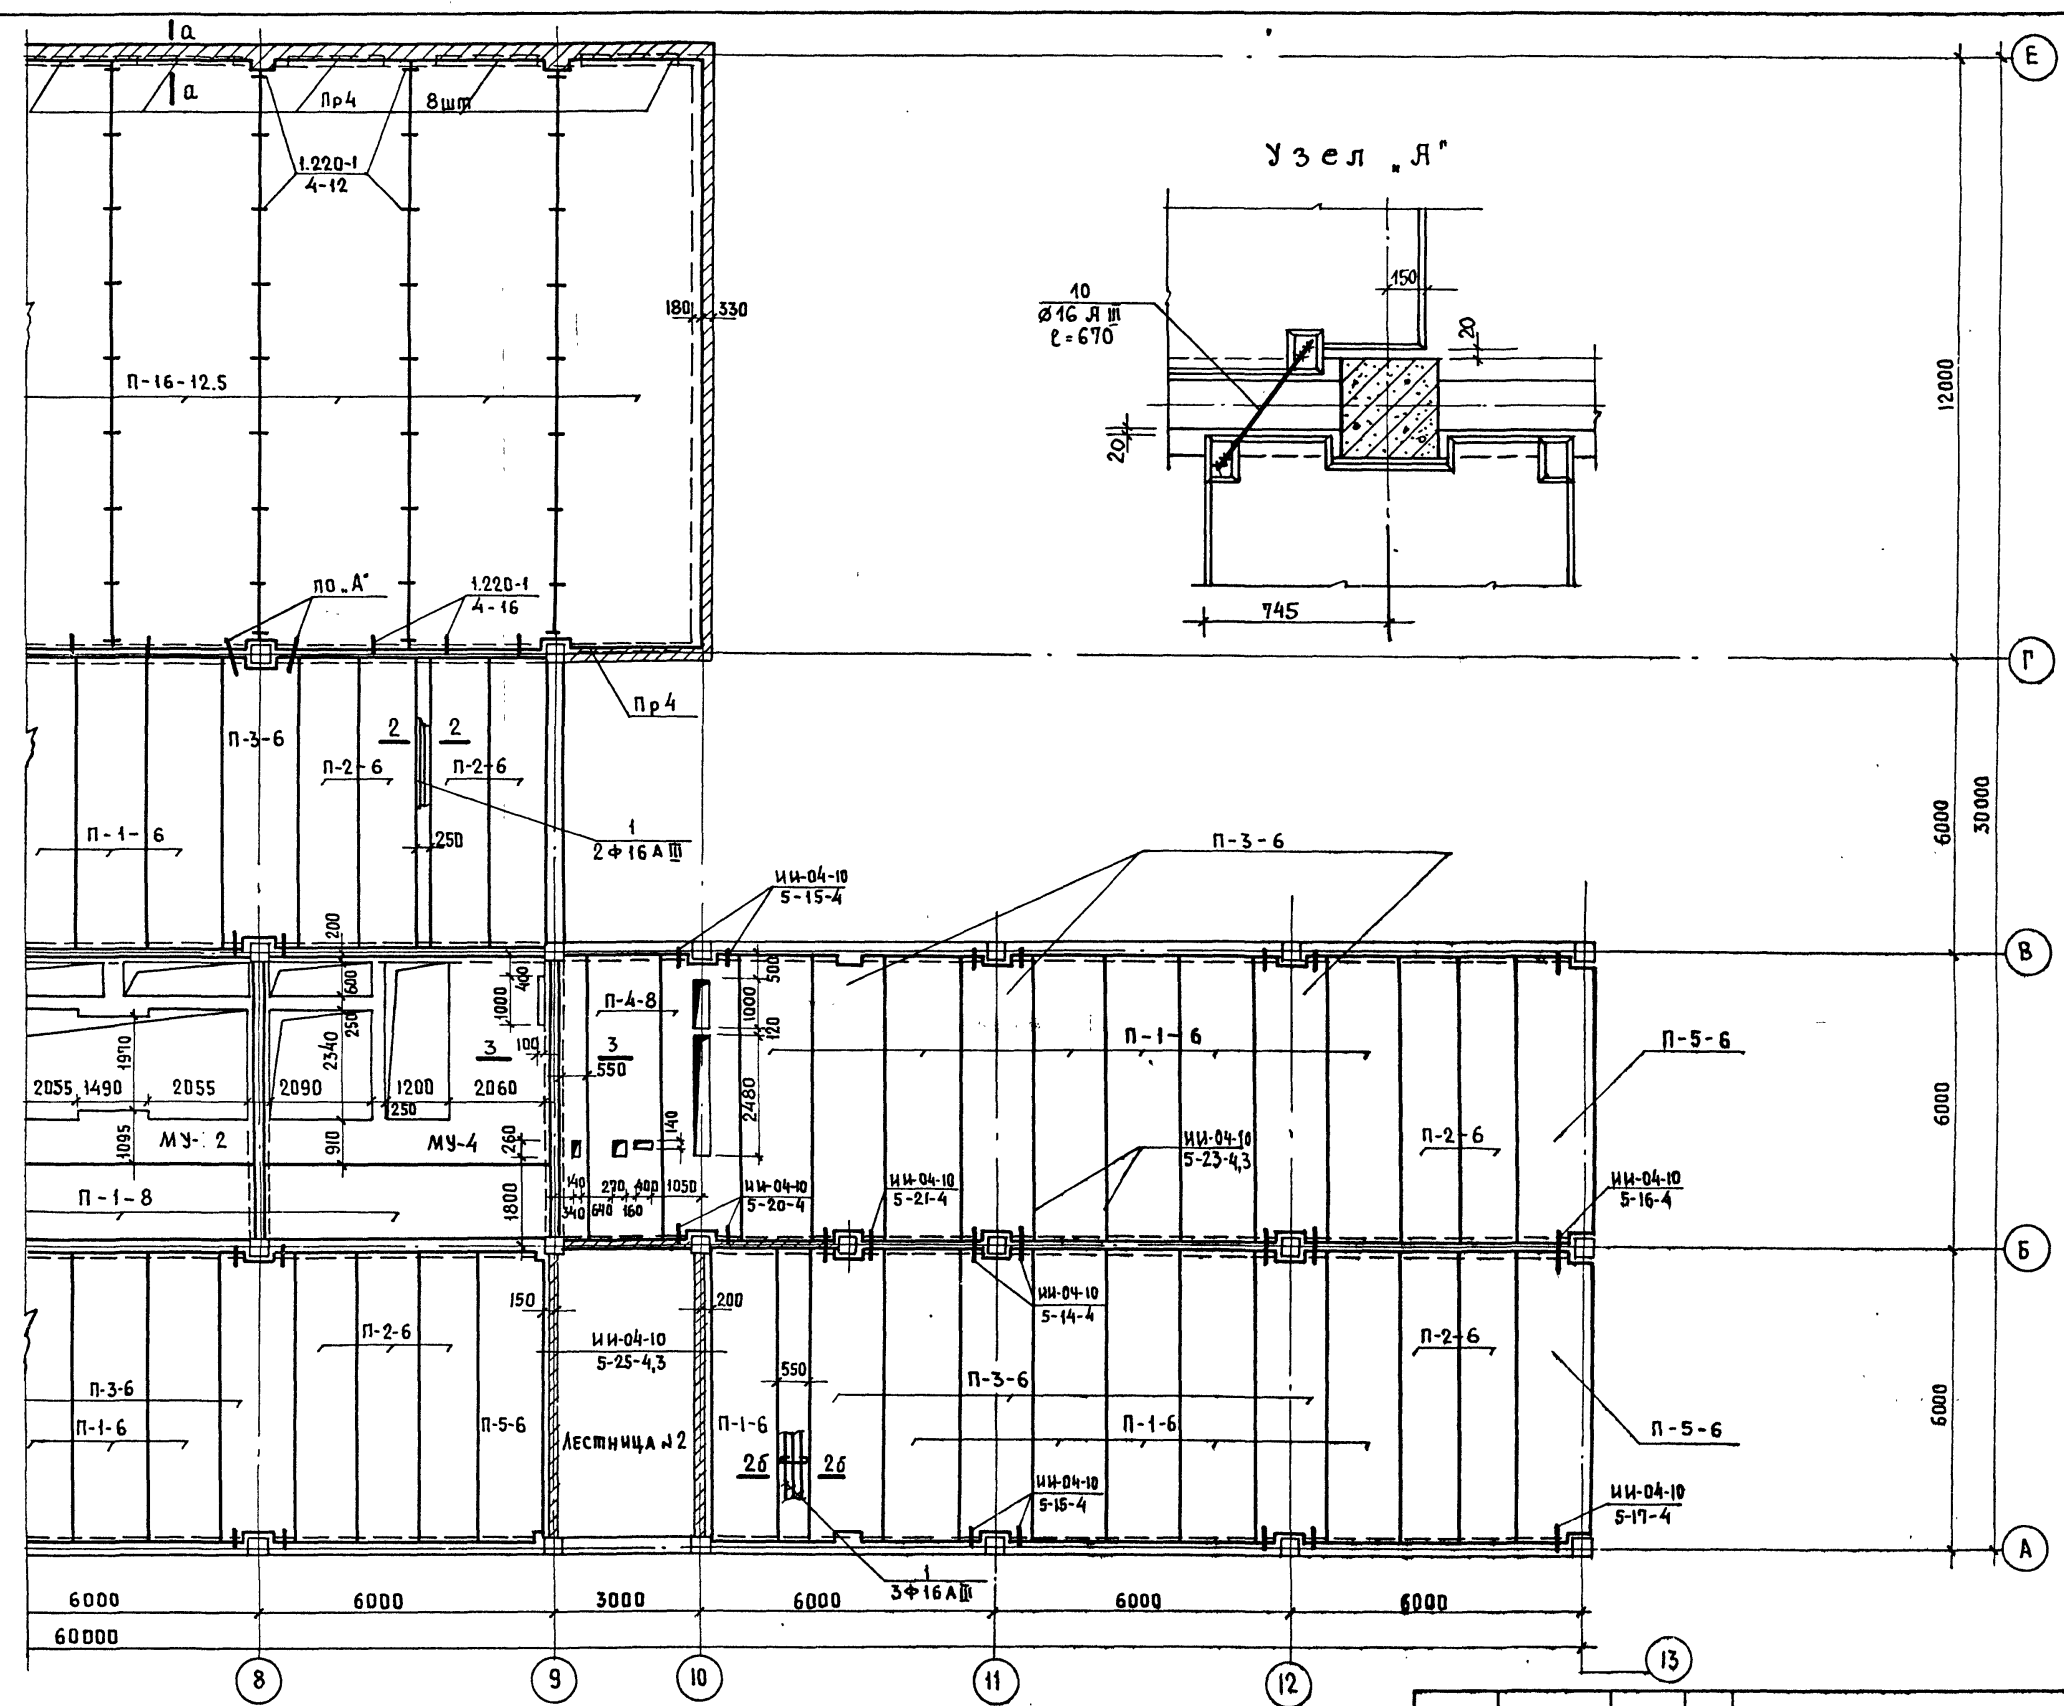 1а
1а
Пр4 8шт
1.220-1
4-12
Е
Узел „А"
150
10
Ø16 А III
ℓ=670
20
20
745
180 330
П-16-12.5
12000
по „А"
1.220-1
4-16
Г
Пр4
П-3-6
2 2
П-2-6
П-2-6
П-1-6
250
1
2Ф16АIII
6000
30000
П-3-6
ИИ-04-10
5-15-4
200
В
600
400
1000
П-4-8
500
1000
120
250
1970
2340
100
3 3
550
П-1-6
П-5-6
2055 1490 2055 2090 1200 2060
250
2480
140
6000
1095
МУ-2
910
МУ-4
260
ИИ-04-10
5-23-4,3
П-2-6
П-1-8
1800
140 270 400 1050
340 640 160
ИИ-04-10
5-20-4
ИИ-04-10
5-21-4
ИИ-04-10
5-16-4
Б
150
200
ИИ-04-10
5-14-4
П-2-6
ИИ-04-10
5-25-4,3
550
П-2-6
П-3-6
П-3-6
6000
П-1-6
П-5-6
Лестница №2
П-1-6
П-1-6
П-5-6
2б 2б
ИИ-04-10
5-15-4
ИИ-04-10
5-17-4
А
1
3Ф16АIII
6000 6000 3000 6000 6000 6000
60000
8 9 10 11 12 13